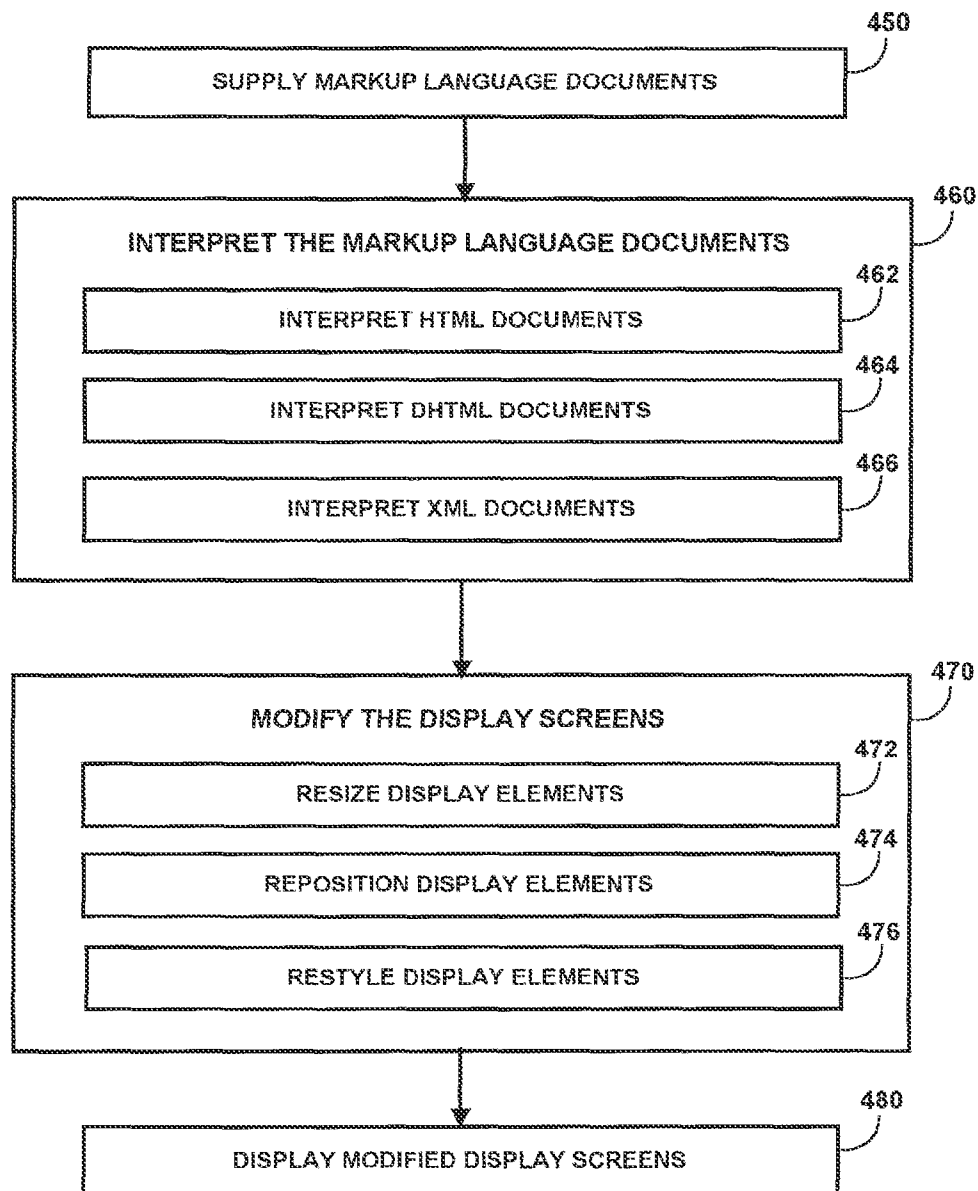 450
SUPPLY MARKUP LANGUAGE DOCUMENTS
460
INTERPRET THE MARKUP LANGUAGE DOCUMENTS
462
INTERPRET HTML DOCUMENTS
464
INTERPRET DHTML DOCUMENTS
466
INTERPRET XML DOCUMENTS
470
MODIFY THE DISPLAY SCREENS
472
RESIZE DISPLAY ELEMENTS
474
REPOSITION DISPLAY ELEMENTS
476
RESTYLE DISPLAY ELEMENTS
480
DISPLAY MODIFIED DISPLAY SCREENS